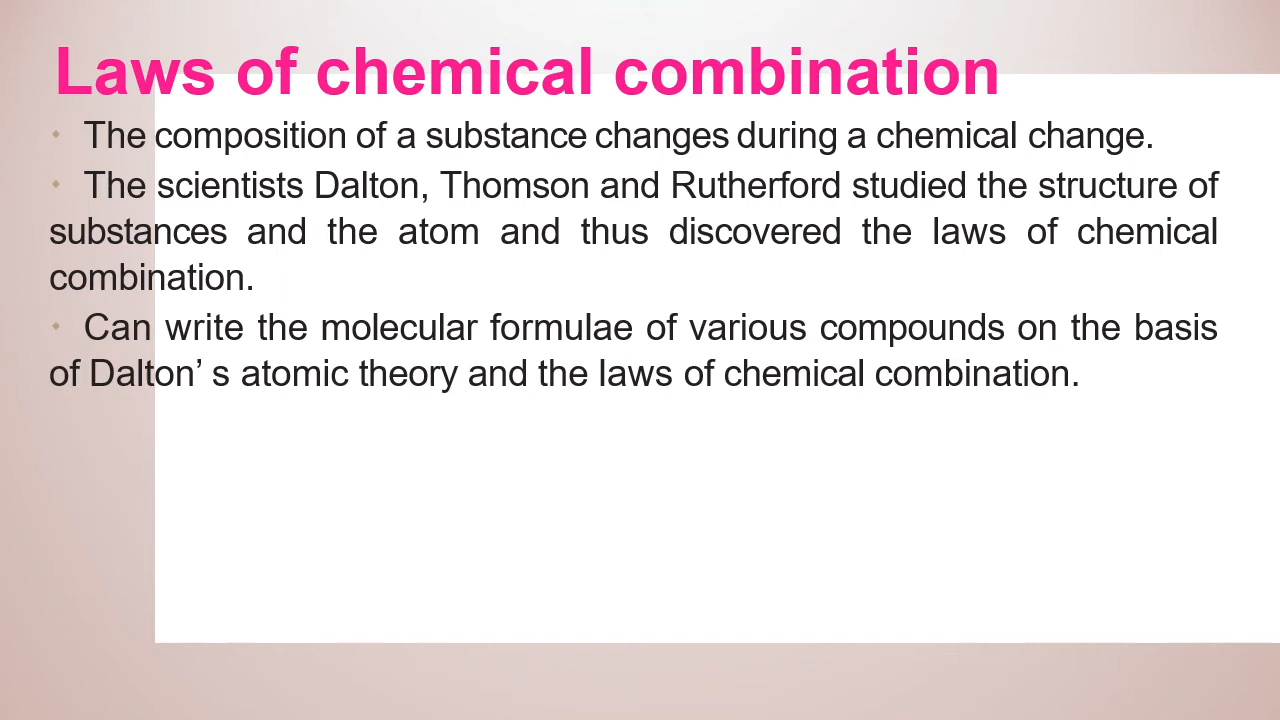 Laws of chemical combination
The composition of a substance changes during a chemical change.
The scientists Dalton, Thomson and Rutherford studied the structure of
substances and the atom and thus discovered the laws of chemical
combination.
Can write the molecular formulae of various compounds on the basis
of Dalton’ s atomic theory and the laws of chemical combination.